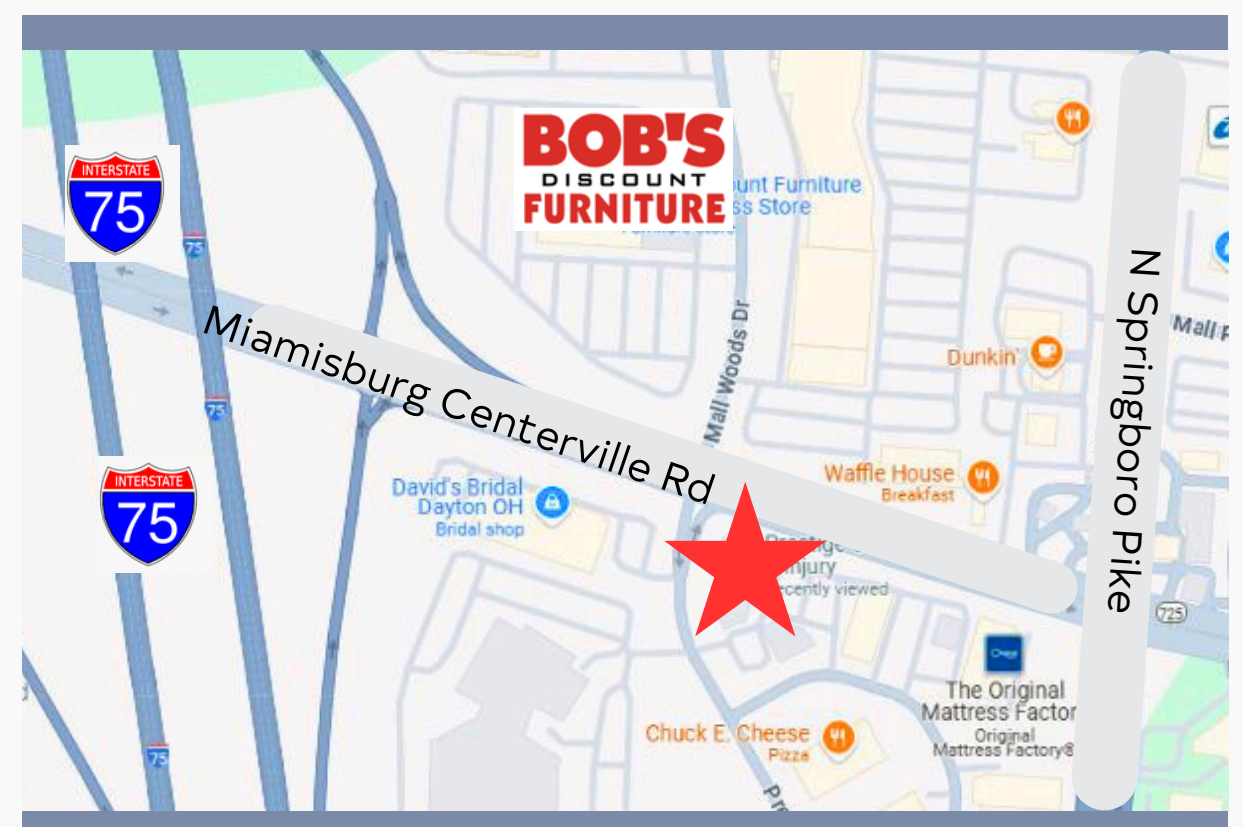 BOB'S
DISCOUNT
FURNITURE
ount Furniture
ss Store
INTERSTATE
75
75
Miamisburg Centerville Rd
N Springboro Pike
Mall Woods Dr
Dunkin'
75
Waffle House
Breakfast
David's Bridal
Dayton OH
Bridal shop
INTERSTATE
75
njury
ecently viewed
725
The Original
Mattress Factor
Original
Mattress Factory®
Chuck E. Cheese
Pizza
75